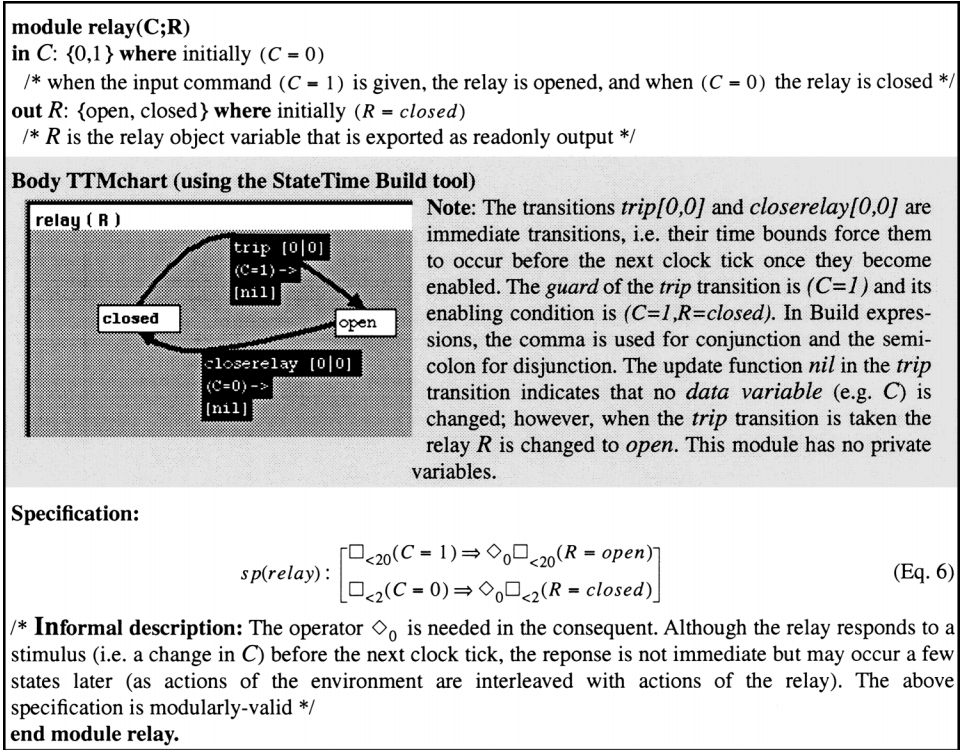 module relay(C;R)
in C: {0,1} where initially (C = 0)
/* when the input command (C = 1) is given, the relay is opened, and when (C = 0) the relay is closed */
out R: {open, closed} where initially (R = closed)
/* R is the relay object variable that is exported as readonly output */
Body TTMchart (using the StateTime Build tool)
relay ( R )
trip [0|0]
(C=1)->
[nil]
closed
open
closerelay [0|0]
(C=0)->
[nil]
Note: The transitions trip[0,0] and closerelay[0,0] are
immediate transitions, i.e. their time bounds force them
to occur before the next clock tick once they become
enabled. The guard of the trip transition is (C=1) and its
enabling condition is (C=1,R=closed). In Build expres-
sions, the comma is used for conjunction and the semi-
colon for disjunction. The update function nil in the trip
transition indicates that no data variable (e.g. C) is
changed; however, when the trip transition is taken the
relay R is changed to open. This module has no private
variables.
Specification:
sp(relay): [□<20(C = 1) ⇒ ◇0□<20(R = open)
□<2(C = 0) ⇒ ◇0□<2(R = closed)] (Eq. 6)
/* Informal description: The operator ◇0 is needed in the consequent. Although the relay responds to a
stimulus (i.e. a change in C) before the next clock tick, the reponse is not immediate but may occur a few
states later (as actions of the environment are interleaved with actions of the relay). The above
specification is modularly-valid */
end module relay.